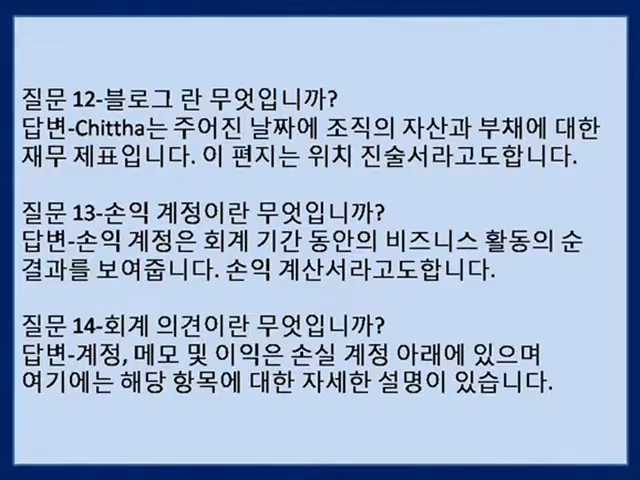 질문 12-블로그 란 무엇입니까?
답변-Chittha는 주어진 날짜에 조직의 자산과 부채에 대한
재무 제표입니다. 이 편지는 위치 진술서라고도합니다.
질문 13-손익 계정이란 무엇입니까?
답변-손익 계정은 회계 기간 동안의 비즈니스 활동의 순
결과를 보여줍니다. 손익 계산서라고도합니다.
질문 14-회계 의견이란 무엇입니까?
답변-계정, 메모 및 이익은 손실 계정 아래에 있으며
여기에는 해당 항목에 대한 자세한 설명이 있습니다.